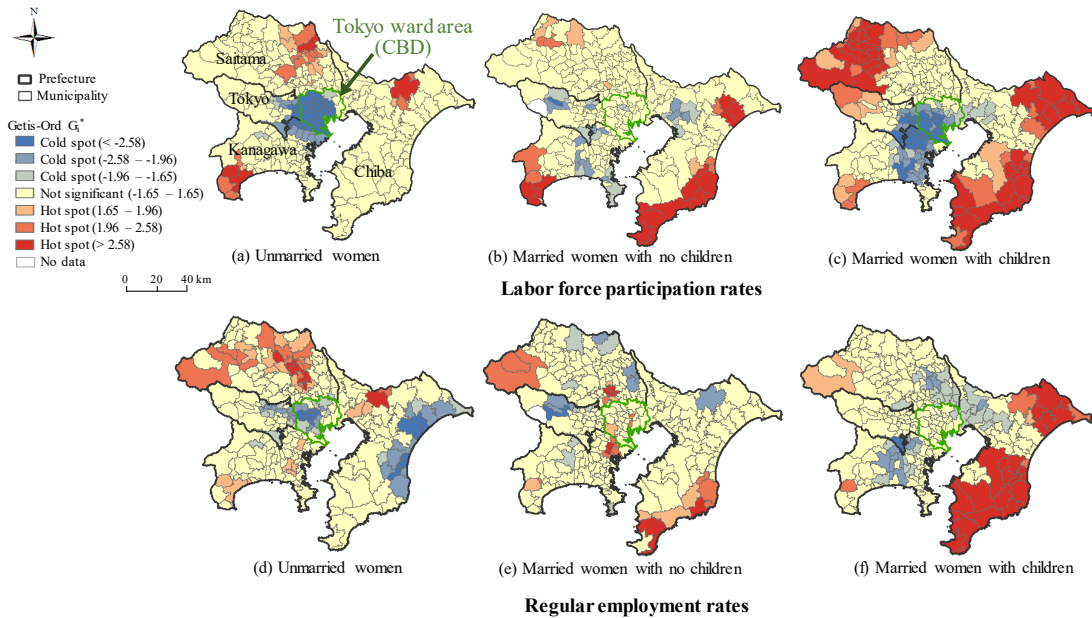 N
Prefecture
Municipality
Getis-Ord Gi*
Cold spot (< -2.58)
Cold spot (-2.58 – -1.96)
Cold spot (-1.96 – -1.65)
Not significant (-1.65 – 1.65)
Hot spot (1.65 – 1.96)
Hot spot (1.96 – 2.58)
Hot spot (> 2.58)
No data
0 20 40 km
Tokyo ward area
(CBD)
Saitama
Tokyo
Kanagawa
Chiba
(a) Unmarried women
(b) Married women with no children
(c) Married women with children
Labor force participation rates
(d) Unmarried women
(e) Married women with no children
(f) Married women with children
Regular employment rates